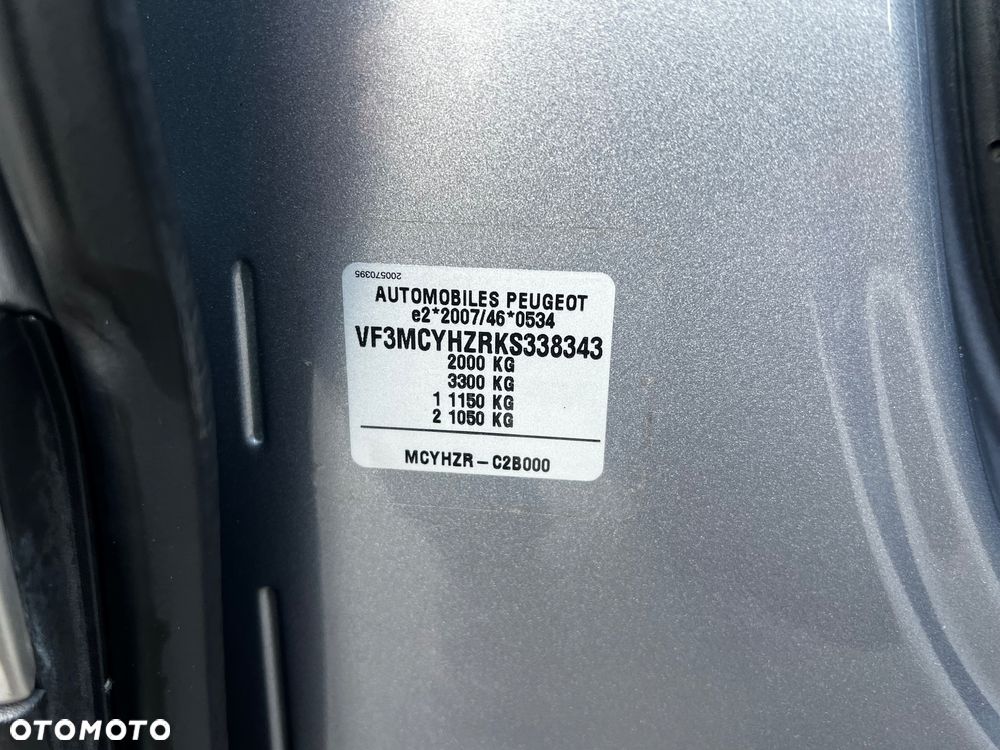 200570395
AUTOMOBILES PEUGEOT
e2*2007/46*0534
VF3MCYHZRKS338343
2000 KG
3300 KG
1 1150 KG
2 1050 KG
MCYHZR – C2B000
OTOMOTO